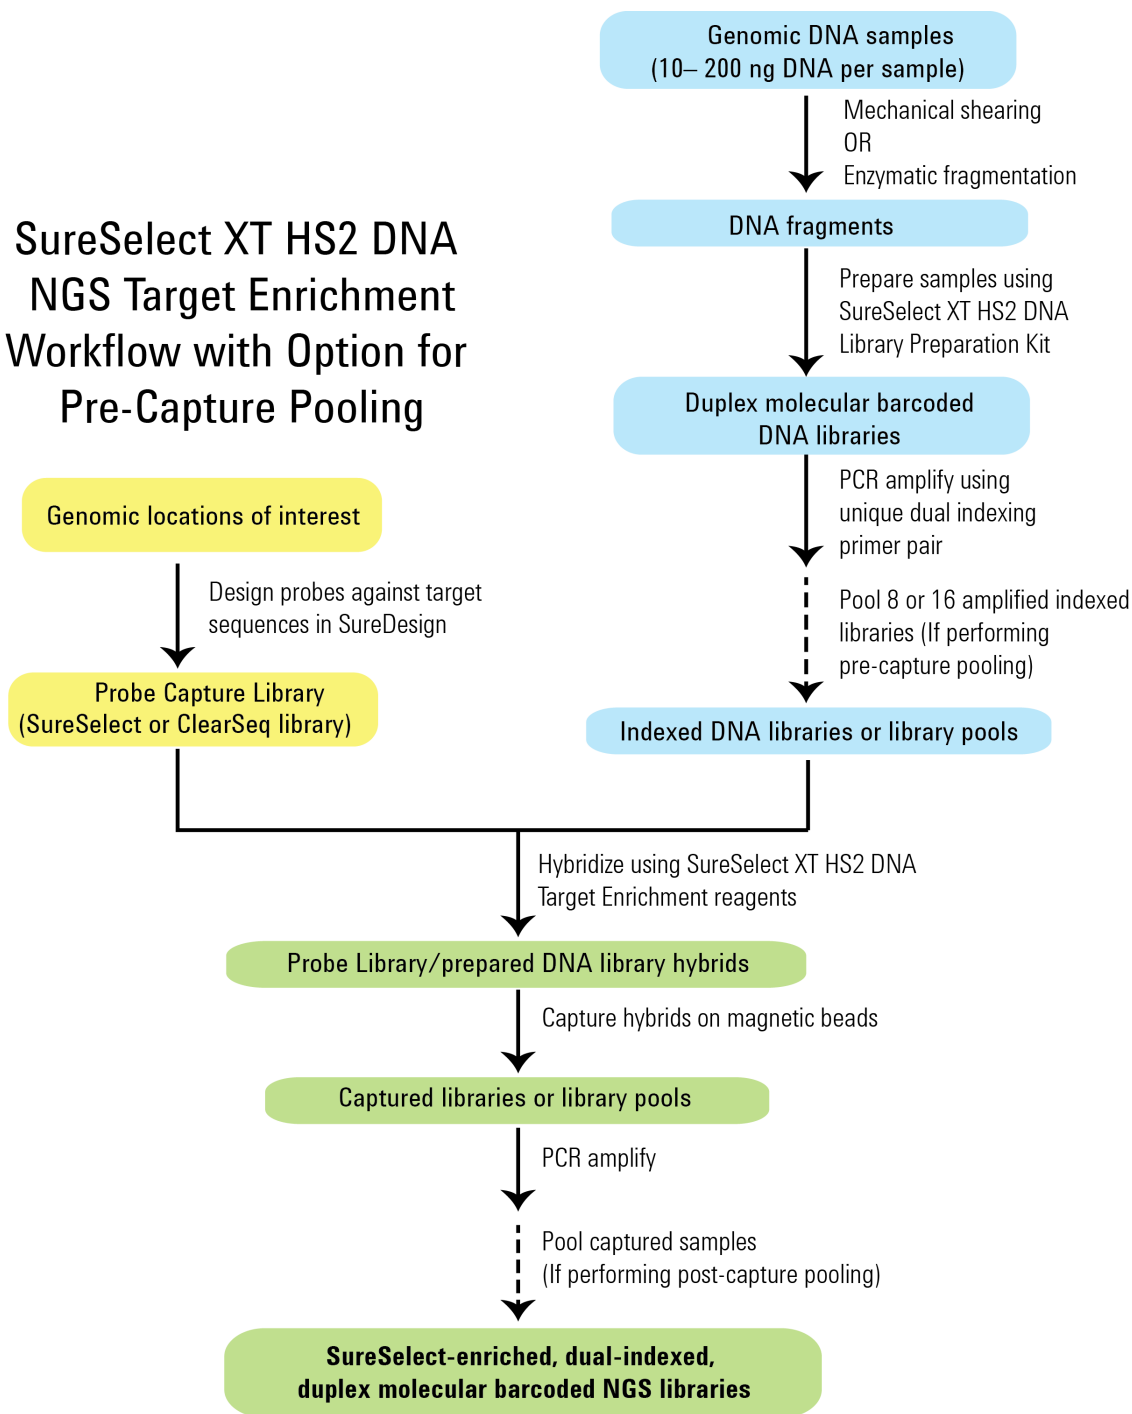 SureSelect XT HS2 DNA
NGS Target Enrichment
Workflow with Option for
Pre-Capture Pooling
Genomic DNA samples
(10– 200 ng DNA per sample)
Mechanical shearing
OR
Enzymatic fragmentation
DNA fragments
Prepare samples using
SureSelect XT HS2 DNA
Library Preparation Kit
Duplex molecular barcoded
DNA libraries
PCR amplify using
unique dual indexing
primer pair
Pool 8 or 16 amplified indexed
libraries (If performing
pre-capture pooling)
Indexed DNA libraries or library pools
Genomic locations of interest
Design probes against target
sequences in SureDesign
Probe Capture Library
(SureSelect or ClearSeq library)
Hybridize using SureSelect XT HS2 DNA
Target Enrichment reagents
Probe Library/prepared DNA library hybrids
Capture hybrids on magnetic beads
Captured libraries or library pools
PCR amplify
Pool captured samples
(If performing post-capture pooling)
SureSelect-enriched, dual-indexed,
duplex molecular barcoded NGS libraries